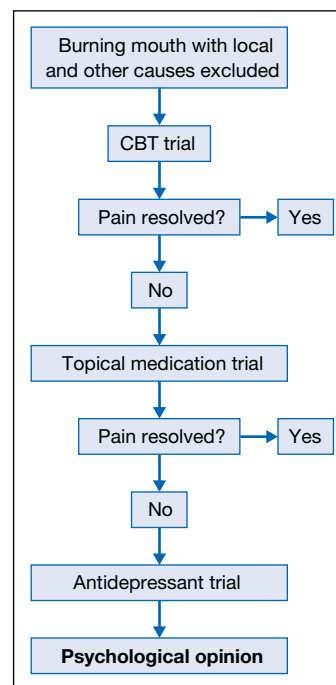 Burning mouth with local
and other causes excluded
CBT trial
Pain resolved?
Yes
No
Topical medication trial
Pain resolved?
Yes
No
Antidepressant trial
Psychological opinion